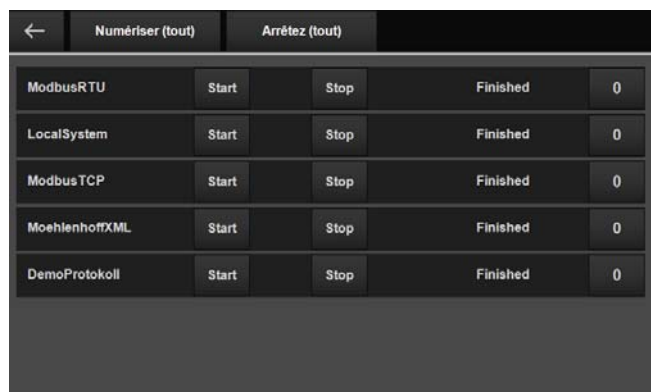 Numériser (tout) Arrêtez (tout)
ModbusRTU Start Stop Finished 0
LocalSystem Start Stop Finished 0
ModbusTCP Start Stop Finished 0
MoehlenhoffXML Start Stop Finished 0
DemoProtokoll Start Stop Finished 0